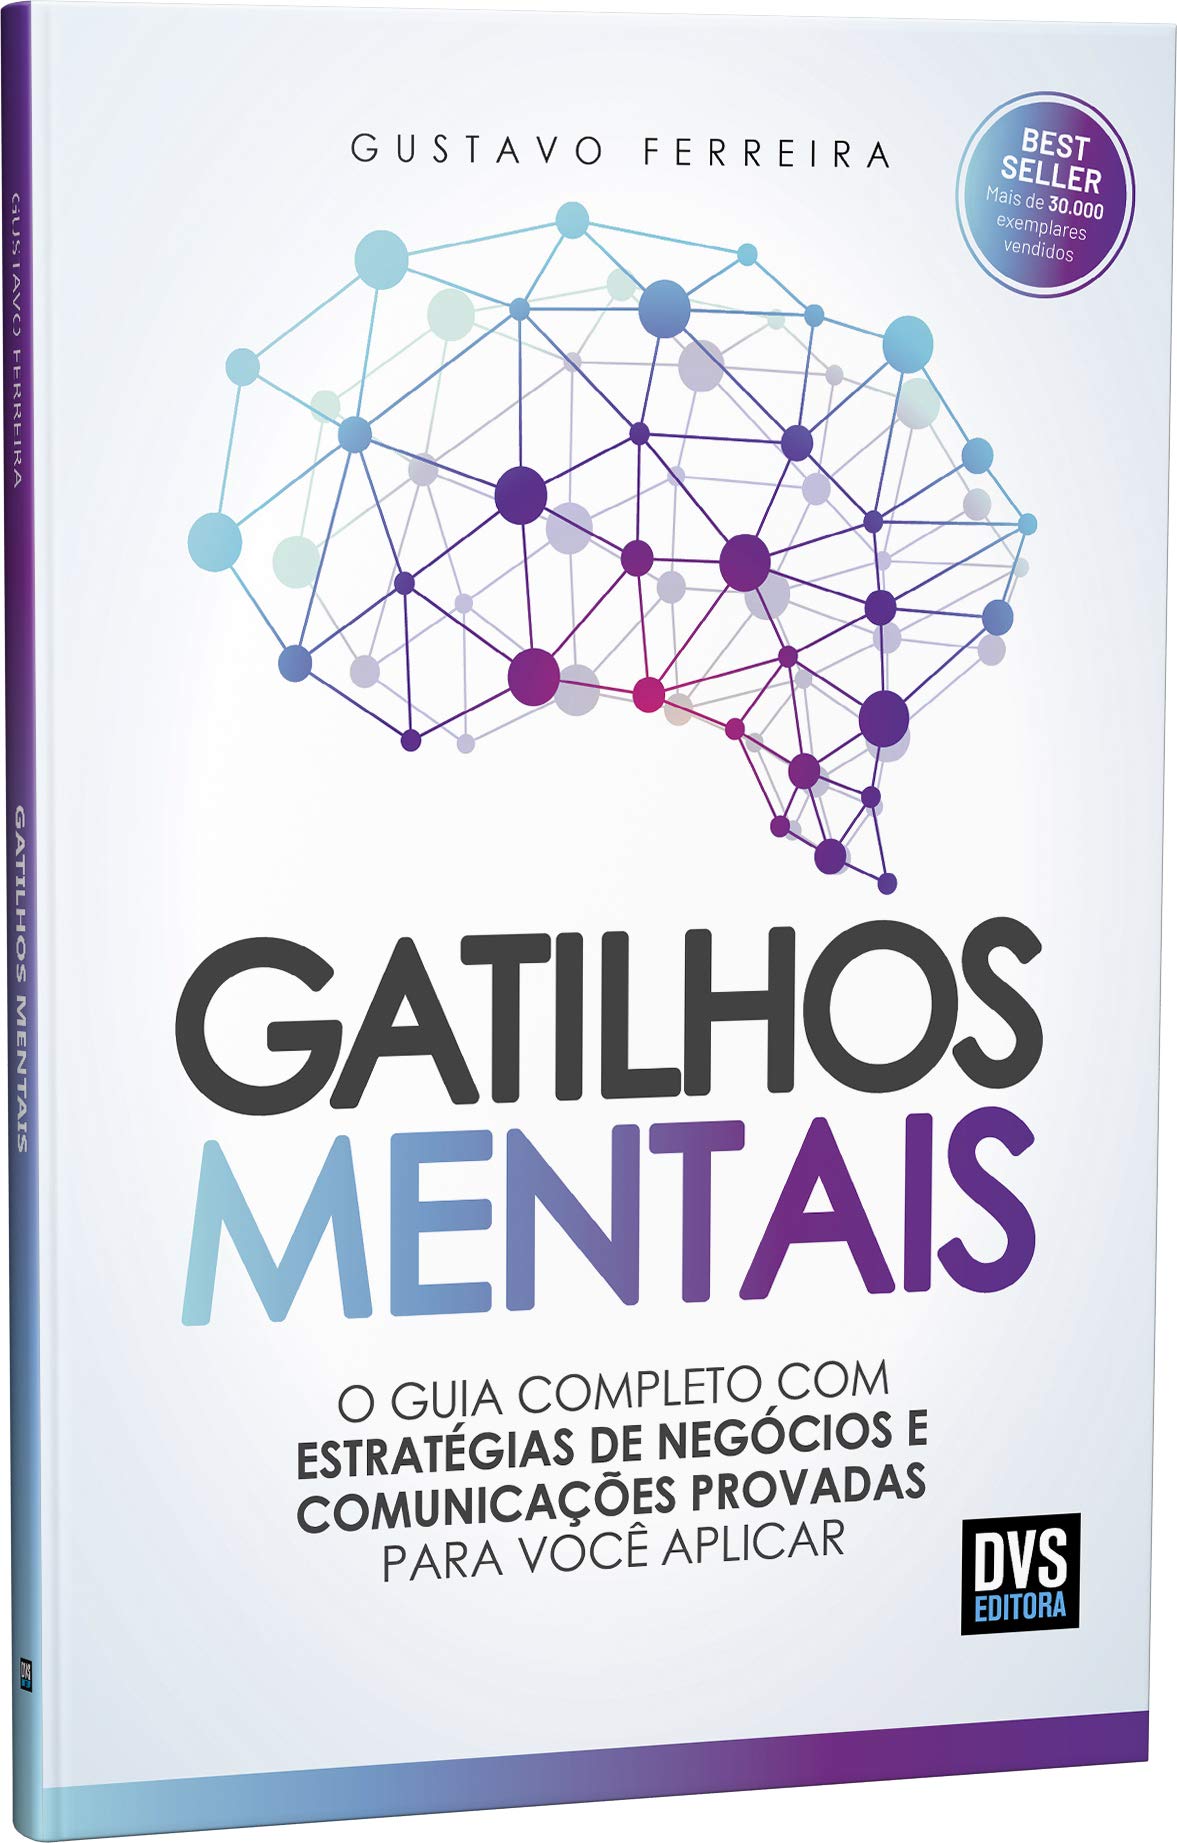 GUSTAVO FERREIRA
BEST
SELLER
Mais de 30.000
exemplares
vendidos
GATILHOS
MENTAIS
O GUIA COMPLETO COM
ESTRATÉGIAS DE NEGÓCIOS E
COMUNICAÇÕES PROVADAS
PARA VOCÊ APLICAR
DVS
EDITORA
GUSTAVO FERREIRA
GATILHOS MENTAIS
DVS